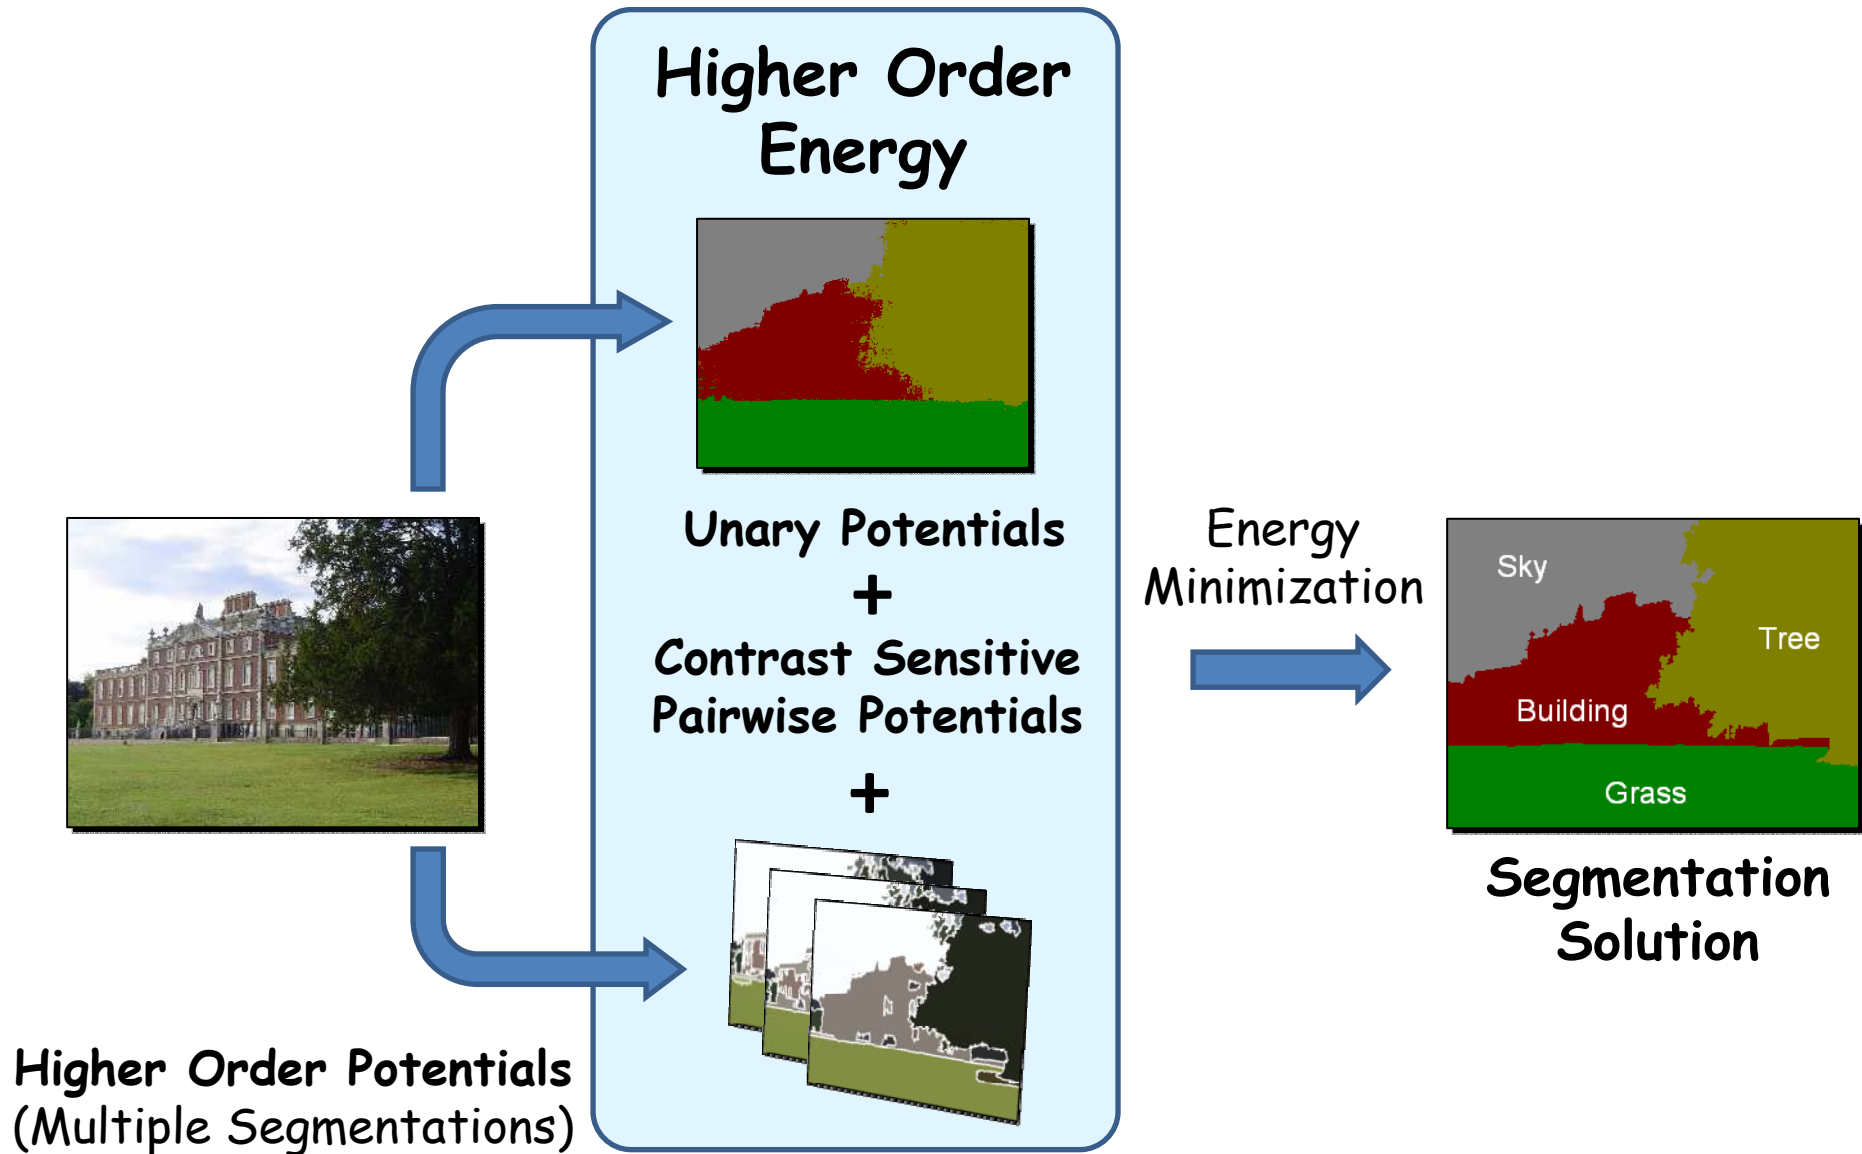 Higher Order
Energy
Unary Potentials
+
Contrast Sensitive
Pairwise Potentials
+
Higher Order Potentials
(Multiple Segmentations)
Energy
Minimization
Sky
Tree
Building
Grass
Segmentation
Solution